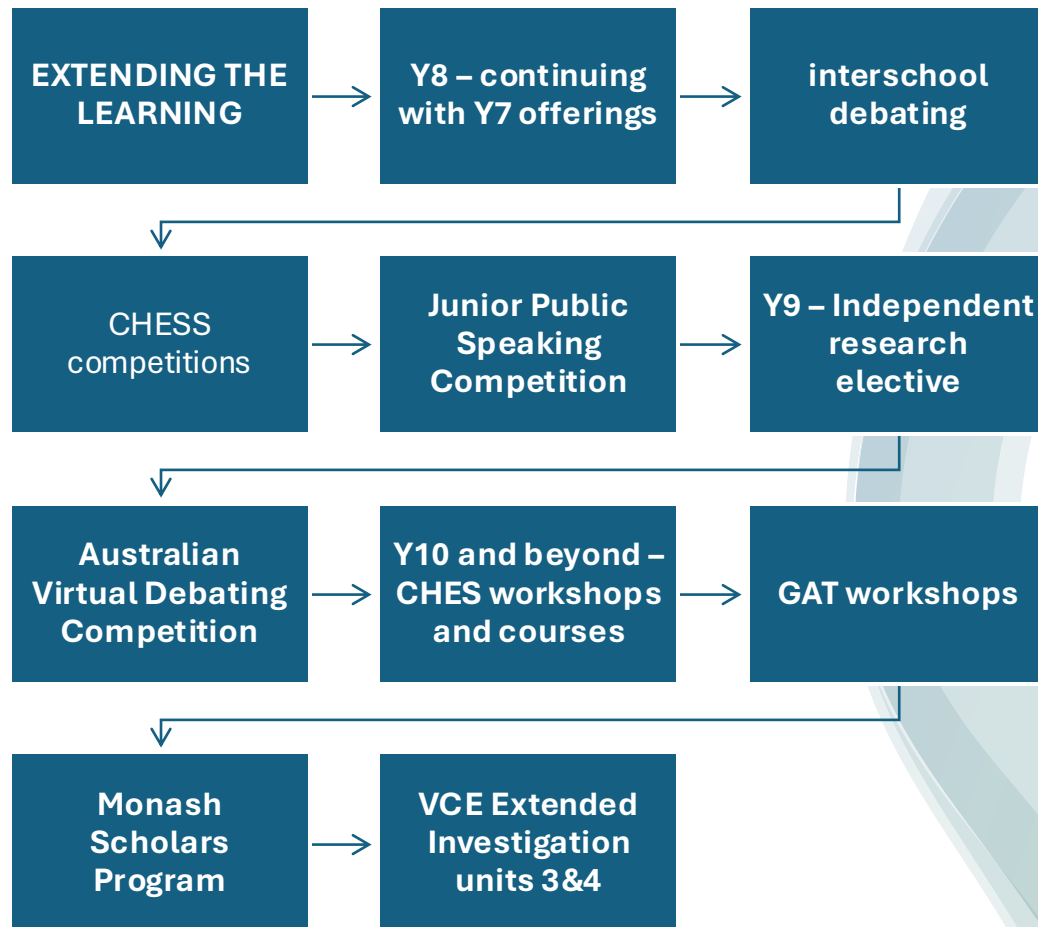 EXTENDING THE
LEARNING
Y8 – continuing
with Y7 offerings
interschool
debating
CHESS
competitions
Junior Public
Speaking
Competition
Y9 – Independent
research
elective
Australian
Virtual Debating
Competition
Y10 and beyond –
CHES workshops
and courses
GAT workshops
Monash
Scholars
Program
VCE Extended
Investigation
units 3&4